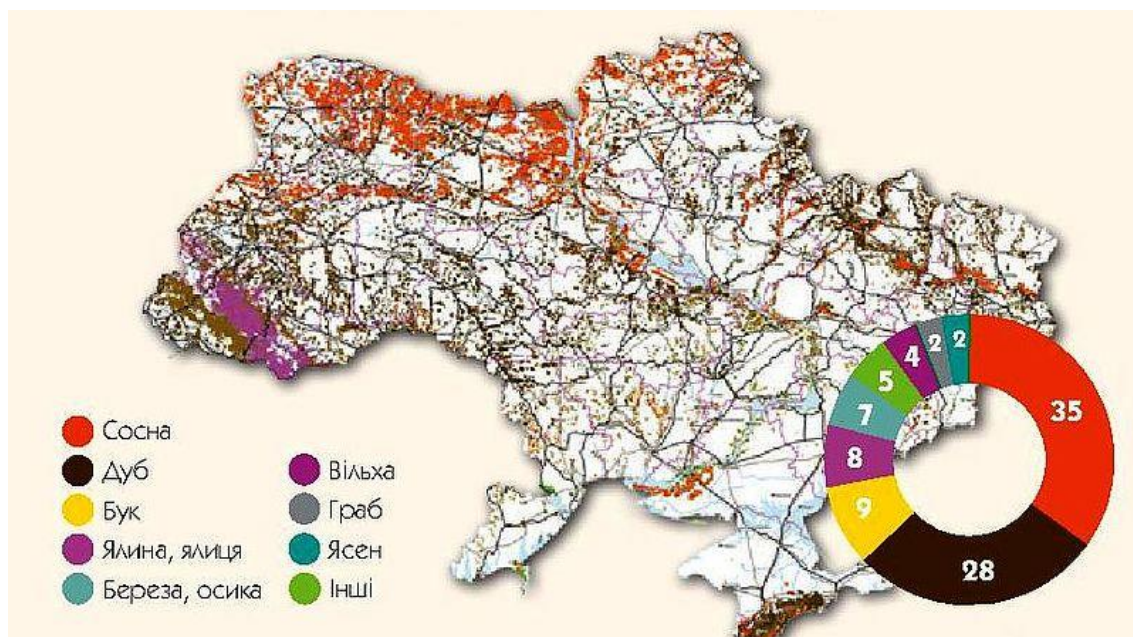 Сосна
Дуб
Бук
Ялина, ялиця
Береза, осика
Вільха
Граб
Ясен
Інші
35
28
9
8
7
5
4
2
2